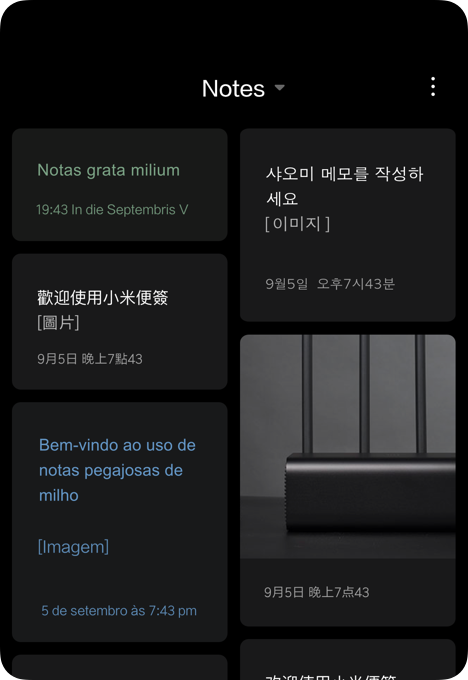 Notes
Notas grata milium
19:43 In die Septembris V
歡迎使用小米便簽
[圖片]
9月5日 晚上7點43
Bem-vindo ao uso de
notas pegajosas de
milho
[Imagem]
5 de setembro às 7:43 pm
샤오미 메모를 작성하
세요
[이미지]
9월5일 오후7시43분
9月5日 晚上7点43